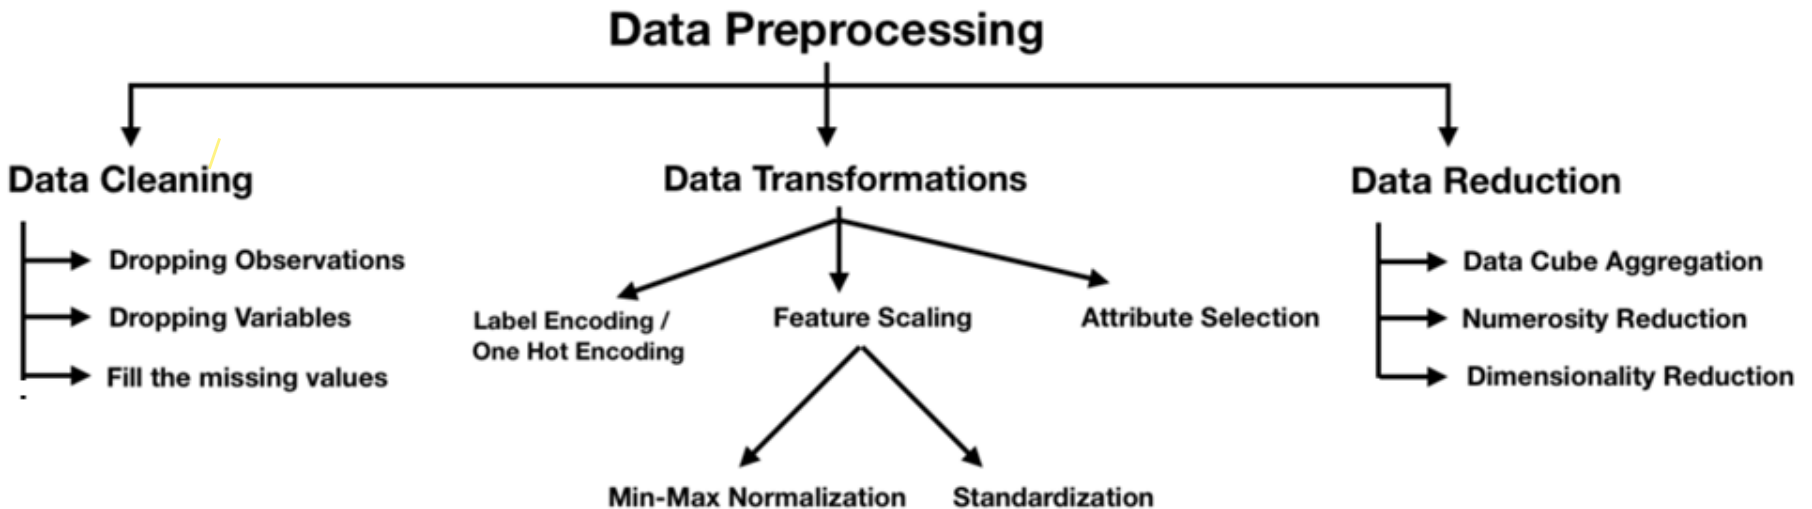 Data Preprocessing
Data Cleaning
Dropping Observations
Dropping Variables
Fill the missing values
Data Transformations
Label Encoding /
One Hot Encoding
Feature Scaling
Min-Max Normalization
Standardization
Attribute Selection
Data Reduction
Data Cube Aggregation
Numerosity Reduction
Dimensionality Reduction